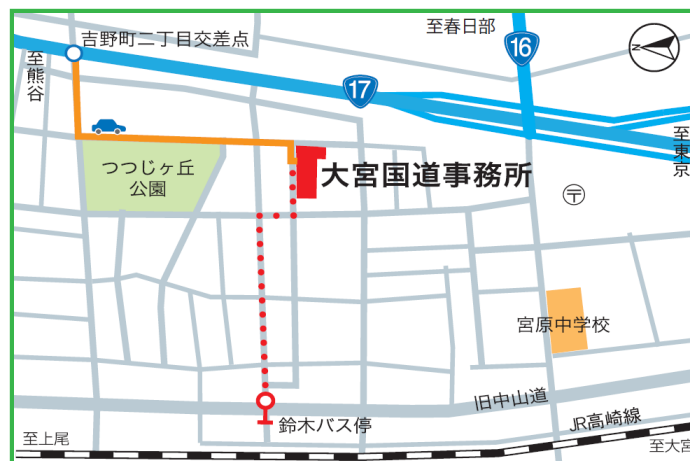 吉野町二丁目交差点
至春日部
16
至熊谷
17
至東京
つつじヶ丘
公園
大宮国道事務所
〒
宮原中学校
旧中山道
鈴木バス停
JR高崎線
至上尾
至大宮